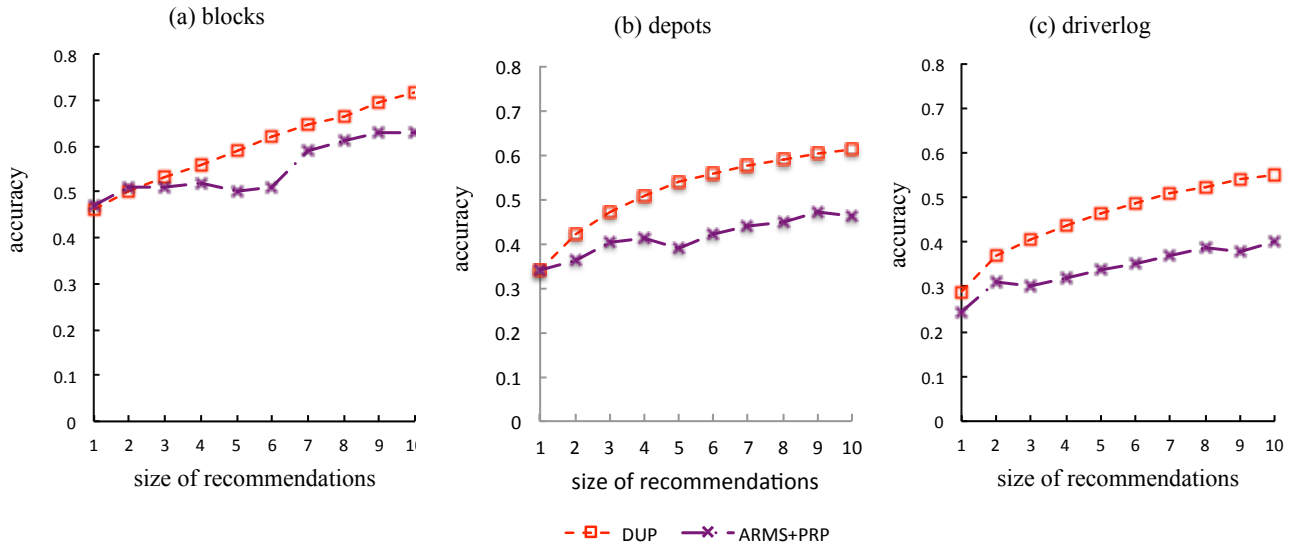 (a) blocks
(b) depots
(c) driverlog
accuracy
0.8
0.7
0.6
0.5
0.4
0.3
0.2
0.1
0
1 2 3 4 5 6 7 8 9 10
size of recommendations
accuracy
0.8
0.7
0.6
0.5
0.4
0.3
0.2
0.1
0
1 2 3 4 5 6 7 8 9 10
size of recommendations
accuracy
0.8
0.7
0.6
0.5
0.4
0.3
0.2
0.1
0
1 2 3 4 5 6 7 8 9 10
size of recommendations
DUP ARMS+PRP